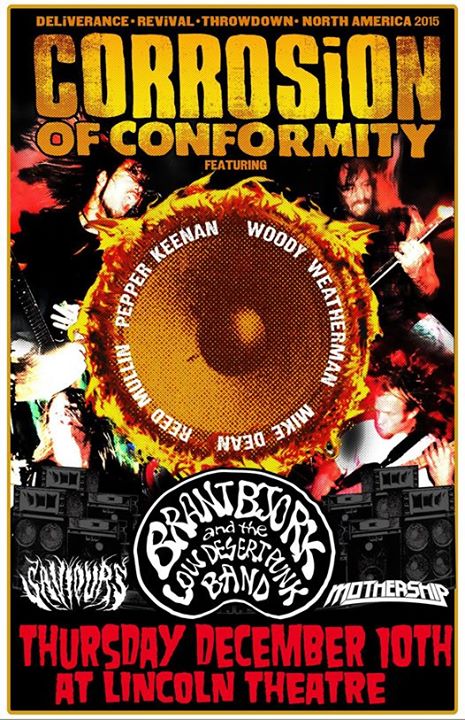 DELiVERANCE • REViVAL • THROWDOWN • NORTH AMERICA 2015
CORROSiON
OF CONFORMITY
FEATURING
PEPPER KEENAN
WOODY WEATHERMAN
REED MULLIN
MIKE DEAN
BRANT BJORK
and the
LOW DESERT PUNK
BAND
SAVIOURS
MOTHERSHIP
THURSDAY DECEMBER 10TH
AT LINCOLN THEATRE